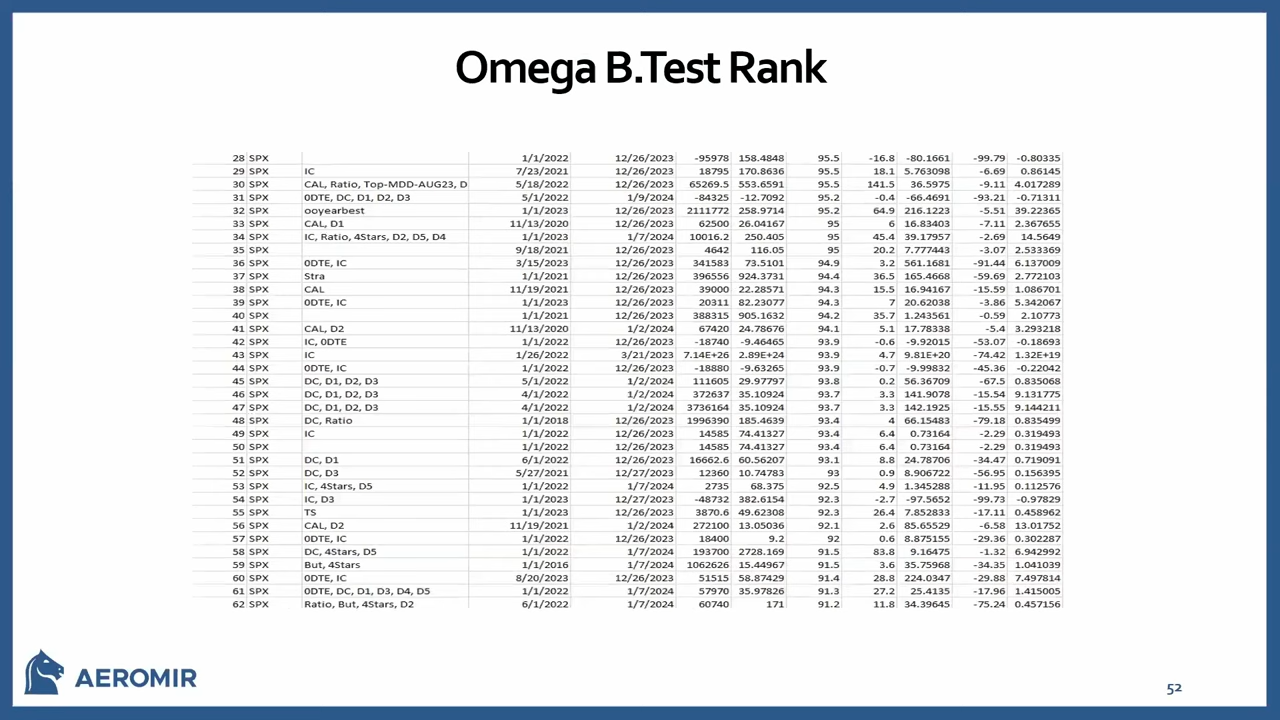 Omega B.Test Rank
28 SPX 1/1/2022 12/26/2023 -95978 158.4848 95.5 -16.8 -80.1661 -99.79 -0.80335
29 SPX IC 7/23/2021 12/26/2023 18795 170.8636 95.5 18.1 5.763098 -6.69 0.86145
30 SPX CAL, Ratio, Top-MDD-AUG23, D 5/18/2022 12/26/2023 65269.5 553.6591 95.5 141.5 36.5975 -9.11 4.017289
31 SPX 0DTE, DC, D1, D2, D3 5/1/2022 1/9/2024 -84325 -12.7092 95.2 -0.4 -66.4691 -93.21 -0.71311
32 SPX ooyearbest 1/1/2023 12/26/2023 2111772 258.9714 95.2 64.9 216.1223 -5.51 39.22365
33 SPX CAL, D1 11/13/2020 12/26/2023 62500 26.04167 95 6 16.83403 -7.11 2.367655
34 SPX IC, Ratio, 4Stars, D2, D5, D4 1/1/2023 1/7/2024 10016.2 250.405 95 45.4 39.17957 -2.69 14.5649
35 SPX 9/18/2021 12/26/2023 4642 116.05 95 20.2 7.777443 -3.07 2.533369
36 SPX 0DTE, IC 3/15/2023 12/26/2023 341583 73.5101 94.9 3.2 561.1681 -91.44 6.137009
37 SPX Stra 1/1/2021 12/26/2023 396556 924.3731 94.4 36.5 165.4668 -59.69 2.772103
38 SPX CAL 11/19/2021 12/26/2023 39000 22.28571 94.3 15.5 16.94167 -15.59 1.086701
39 SPX 0DTE, IC 1/1/2023 12/26/2023 20311 82.23077 94.3 7 20.62038 -3.86 5.342067
40 SPX 1/1/2021 12/26/2023 388315 905.1632 94.2 35.7 1.243561 -0.59 2.10773
41 SPX CAL, D2 11/13/2020 1/2/2024 67420 24.78676 94.1 5.1 17.78338 -5.4 3.293218
42 SPX IC, 0DTE 1/1/2022 12/26/2023 -18740 -9.46465 93.9 -0.6 -9.92015 -53.07 -0.18693
43 SPX IC 1/26/2022 3/21/2023 7.14E+26 2.89E+24 93.9 4.7 9.81E+20 -74.42 1.32E+19
44 SPX 0DTE, IC 1/1/2022 12/26/2023 -18880 -9.63265 93.9 -0.7 -9.99832 -45.36 -0.22042
45 SPX DC, D1, D2, D3 5/1/2022 1/2/2024 111605 29.97797 93.8 0.2 56.36709 -67.5 0.835068
46 SPX DC, D1, D2, D3 4/1/2022 1/2/2024 372637 35.10924 93.7 3.3 141.9078 -15.54 9.131775
47 SPX DC, D1, D2, D3 4/1/2022 1/2/2024 3736164 35.10924 93.7 3.3 142.1925 -15.55 9.144211
48 SPX DC, Ratio 1/1/2018 12/26/2023 1996390 185.4639 93.4 4 66.15483 -79.18 0.835499
49 SPX IC 1/1/2022 12/26/2023 14585 74.41327 93.4 6.4 0.73164 -2.29 0.319493
50 SPX 1/1/2022 12/26/2023 14585 74.41327 93.4 6.4 0.73164 -2.29 0.319493
51 SPX DC, D1 6/1/2022 12/26/2023 16662.6 60.56207 93.1 8.8 24.78706 -34.47 0.719091
52 SPX DC, D3 5/27/2021 12/27/2023 12360 10.74783 93 0.9 8.906722 -56.95 0.156395
53 SPX IC, 4Stars, D5 1/1/2022 1/7/2024 2735 68.375 92.5 4.9 1.345288 -11.95 0.112576
54 SPX IC, D3 1/1/2023 12/27/2023 -48732 382.6154 92.3 -2.7 -97.5652 -99.73 -0.97829
55 SPX TS 1/1/2023 12/26/2023 3870.6 49.62308 92.3 26.4 7.852833 -17.11 0.458962
56 SPX CAL, D2 11/19/2021 1/2/2024 272100 13.05036 92.1 2.6 85.65529 -6.58 13.01752
57 SPX 0DTE, IC 1/1/2022 12/26/2023 18400 9.2 92 0.6 8.875155 -29.36 0.302287
58 SPX DC, 4Stars, D5 1/1/2022 1/7/2024 193700 2728.169 91.5 83.8 9.16475 -1.32 6.942992
59 SPX But, 4Stars 1/1/2016 1/7/2024 1062626 15.44967 91.5 3.6 35.75968 -34.35 1.041039
60 SPX 0DTE, IC 8/20/2023 12/26/2023 51515 58.87429 91.4 28.8 224.0347 -29.88 7.497814
61 SPX 0DTE, DC, D1, D3, D4, D5 1/1/2022 1/7/2024 57970 35.97826 91.3 27.2 25.4135 -17.96 1.415005
62 SPX Ratio, But, 4Stars, D2 6/1/2022 1/7/2024 60740 171 91.2 11.8 34.39645 -75.24 0.457156
AEROMIR
52